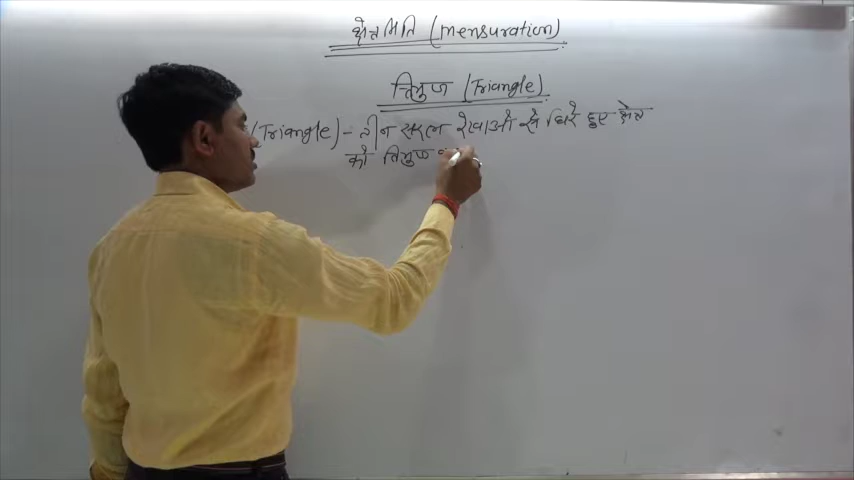 क्षेत्रमिति (Mensuration)
त्रिभुज (Triangle)
(Triangle) - तीन सरल रेखाओं से घिरे हुए क्षेत्र
को त्रिभुज